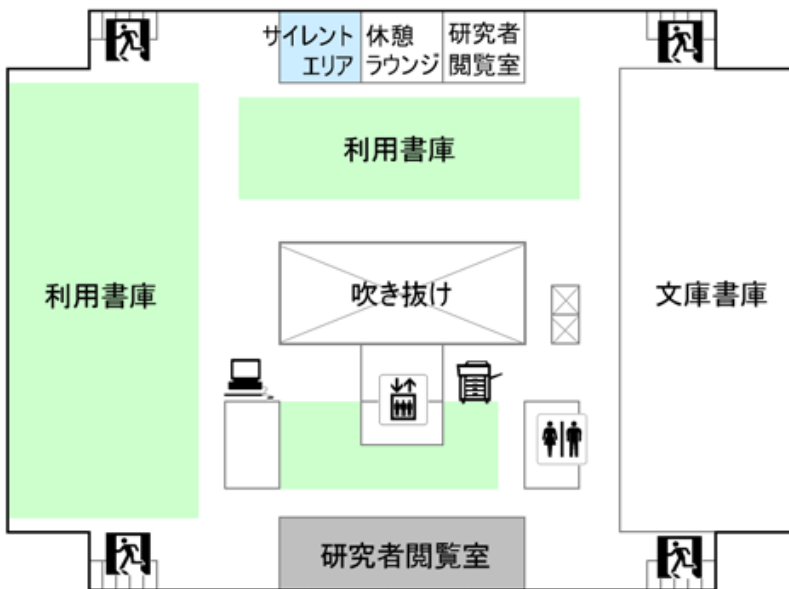 サイレント
エリア
休憩
ラウンジ
研究者
閲覧室
利用書庫
利用書庫
吹き抜け
文庫書庫
研究者閲覧室